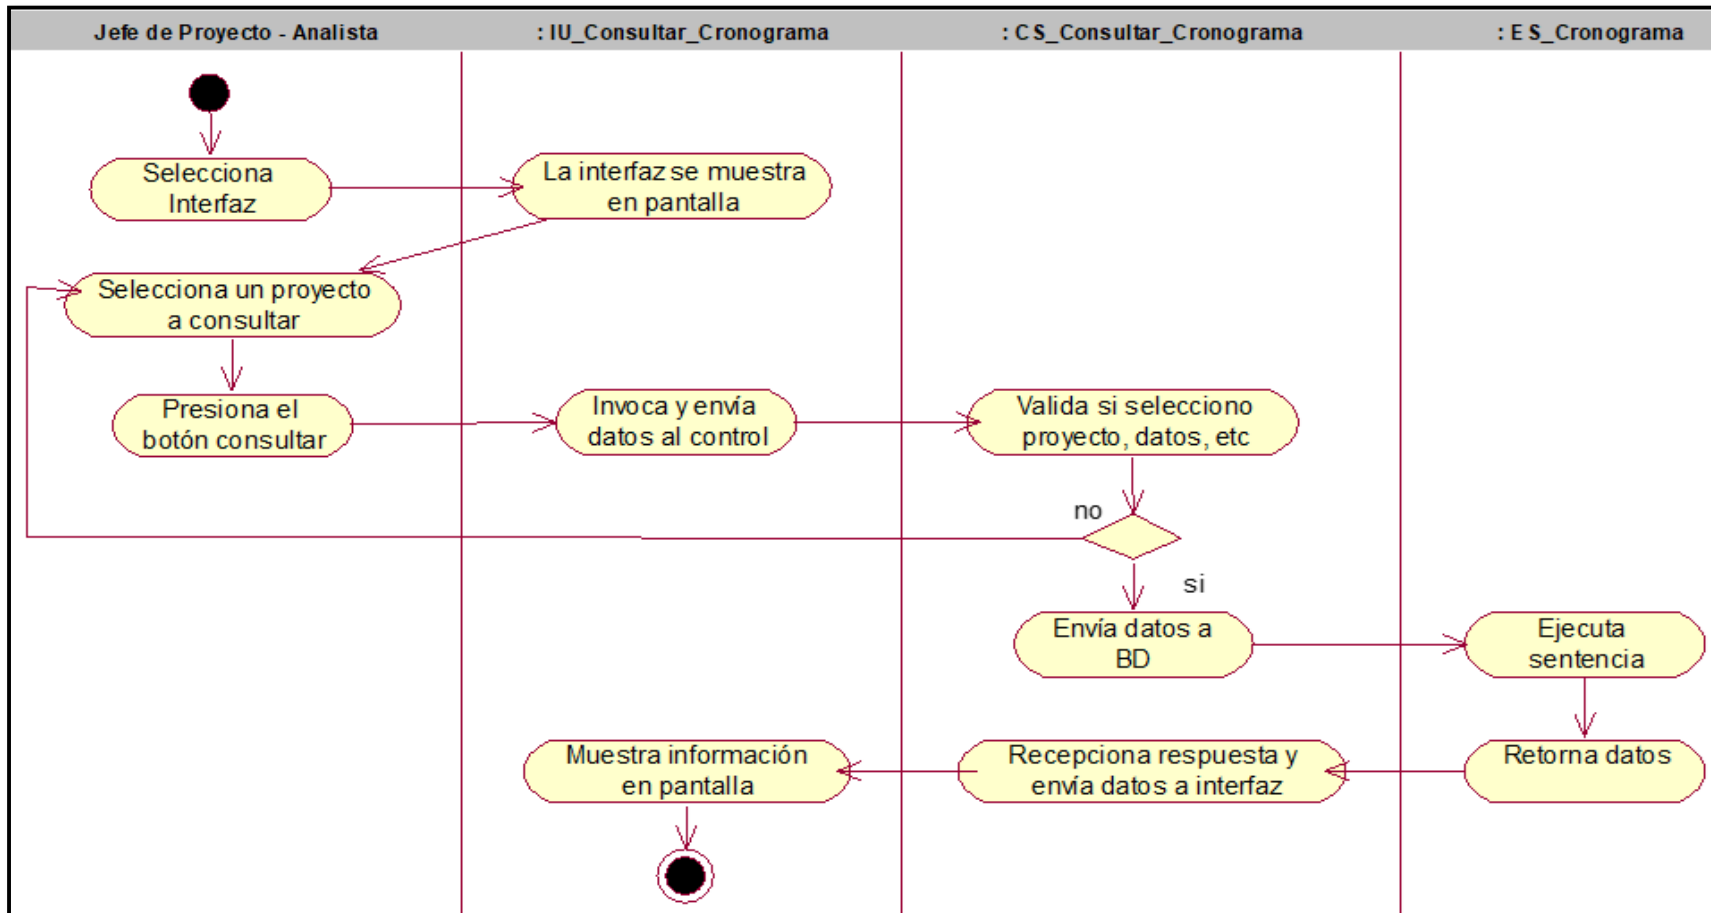 Jefe de Proyecto - Analista
: IU_Consultar_Cronograma
: CS_Consultar_Cronograma
: ES_Cronograma
Selecciona
Interfaz
La interfaz se muestra
en pantalla
Selecciona un proyecto
a consultar
Presiona el
botón consultar
Invoca y envía
datos al control
Valida si selecciono
proyecto, datos, etc
no
si
Envía datos a
BD
Ejecuta
sentencia
Muestra información
en pantalla
Recepciona respuesta y
envía datos a interfaz
Retorna datos